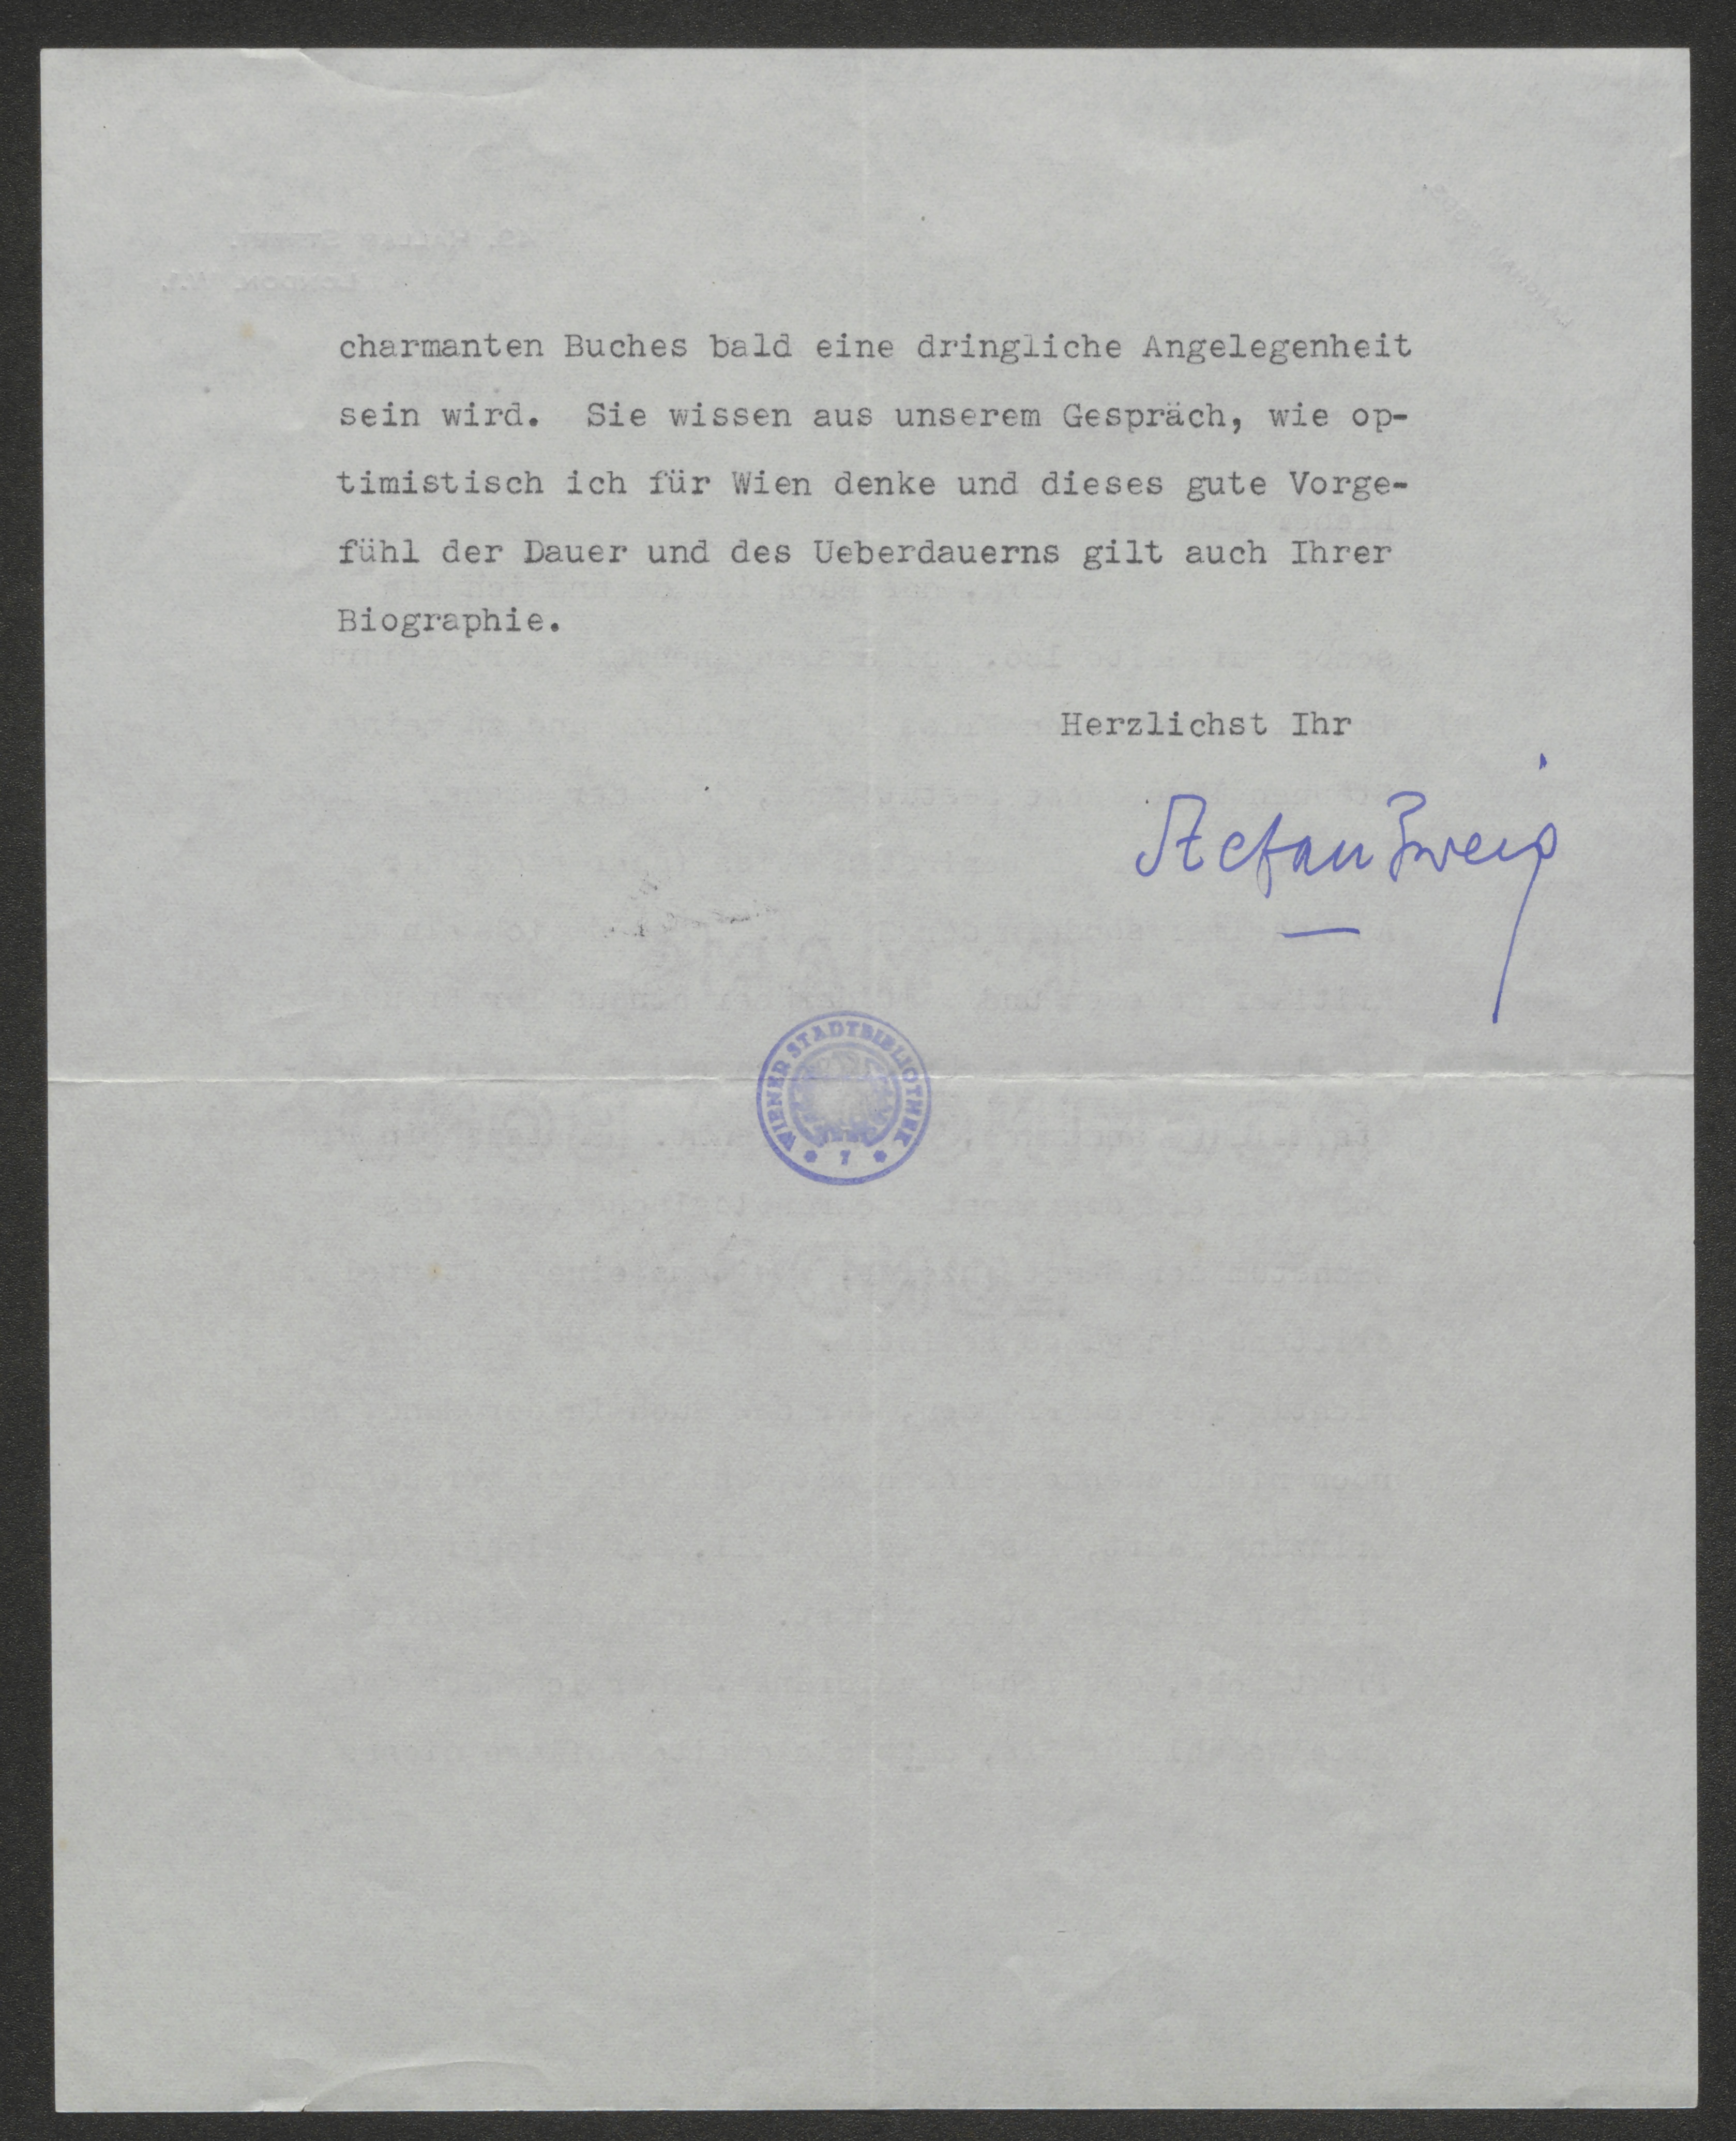 charmanten Buches bald eine dringliche Angelegenheit
sein wird. Sie wissen aus unserem Gespräch, wie op-
timistisch ich für Wien denke und dieses gute Vorge-
fühl der Dauer und des Ueberdauerns gilt auch Ihrer
Biographie.
Herzlichst Ihr
Stefan Zweig
WIENER STADTBIBLIOTHEK
* 7 *